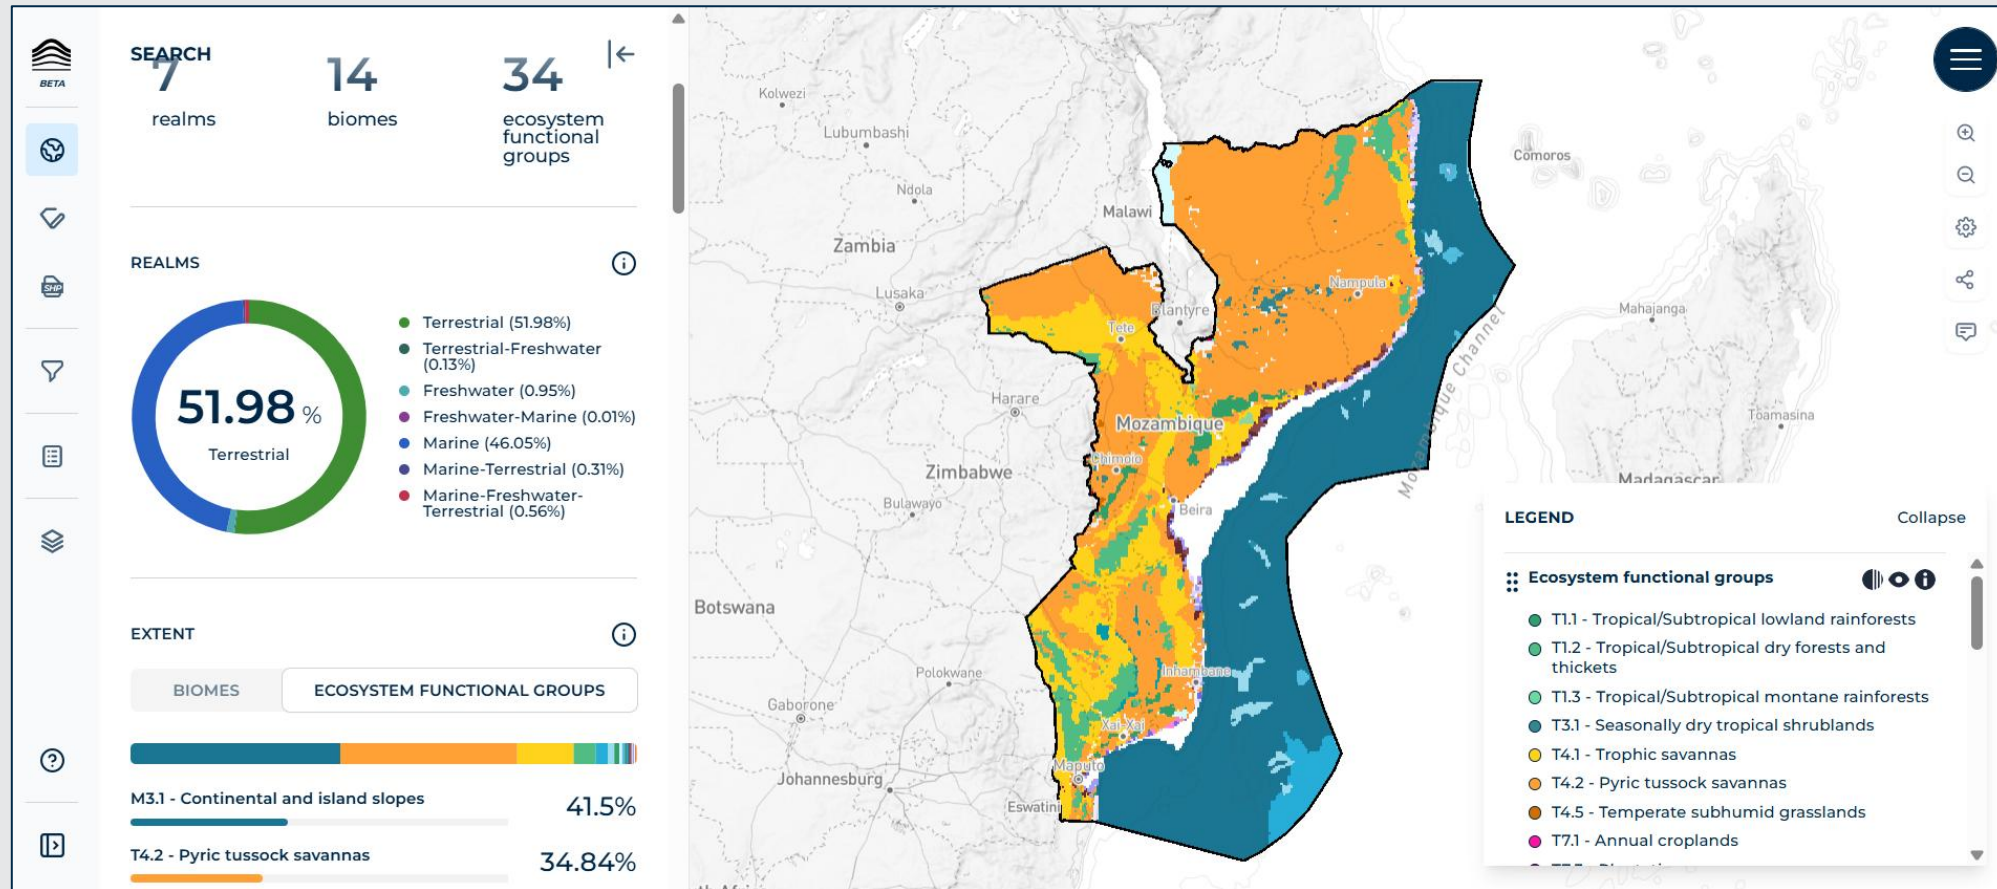 BETA
SEARCH
7
realms
14
biomes
34
ecosystem
functional
groups
REALMS
51.98 %
Terrestrial
Terrestrial (51.98%)
Terrestrial-Freshwater
(0.13%)
Freshwater (0.95%)
Freshwater-Marine (0.01%)
Marine (46.05%)
Marine-Terrestrial (0.31%)
Marine-Freshwater-
Terrestrial (0.56%)
EXTENT
BIOMES
ECOSYSTEM FUNCTIONAL GROUPS
M3.1 - Continental and island slopes
41.5%
T4.2 - Pyric tussock savannas
34.84%
SHP
Kolwezi
Lubumbashi
Ndola
Malawi
Zambia
Lusaka
Blantyre
Tete
Nampula
Comoros
Mozambique Channel
Mahajanga
Toamasina
Madagascar
Harare
Mozambique
Chimoio
Zimbabwe
Bulawayo
Beira
Botswana
Polokwane
Inhambane
Gaborone
Xai-Xai
Maputo
Johannesburg
Eswatini
LEGEND
Collapse
Ecosystem functional groups
T1.1 - Tropical/Subtropical lowland rainforests
T1.2 - Tropical/Subtropical dry forests and
thickets
T1.3 - Tropical/Subtropical montane rainforests
T3.1 - Seasonally dry tropical shrublands
T4.1 - Trophic savannas
T4.2 - Pyric tussock savannas
T4.5 - Temperate subhumid grasslands
T7.1 - Annual croplands